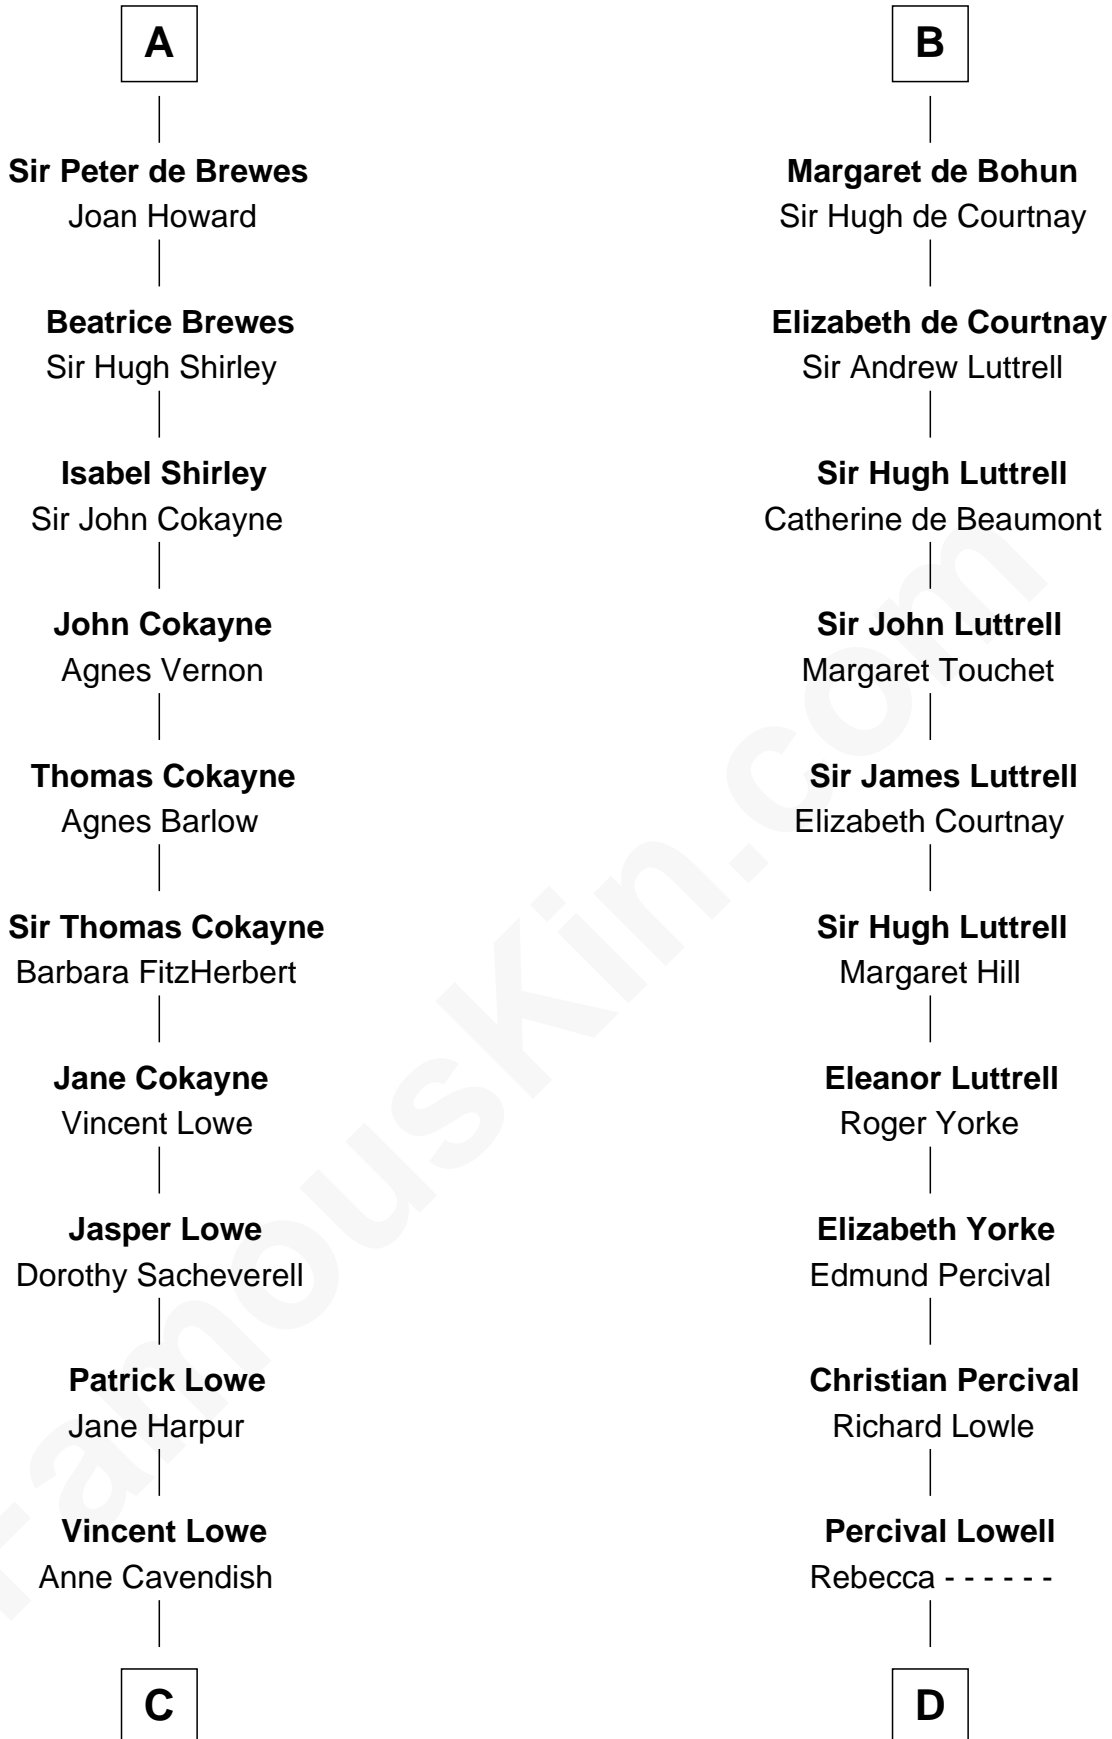 A
Sir Peter de Brewes
Joan Howard
Beatrice Brewes
Sir Hugh Shirley
Isabel Shirley
Sir John Cokayne
John Cokayne
Agnes Vernon
Thomas Cokayne
Agnes Barlow
Sir Thomas Cokayne
Barbara FitzHerbert
Jane Cokayne
Vincent Lowe
Jasper Lowe
Dorothy Sacheverell
Patrick Lowe
Jane Harpur
Vincent Lowe
Anne Cavendish
C
B
Margaret de Bohun
Sir Hugh de Courtnay
Elizabeth de Courtnay
Sir Andrew Luttrell
Sir Hugh Luttrell
Catherine de Beaumont
Sir John Luttrell
Margaret Touchet
Sir James Luttrell
Elizabeth Courtnay
Sir Hugh Luttrell
Margaret Hill
Eleanor Luttrell
Roger Yorke
Elizabeth Yorke
Edmund Percival
Christian Percival
Richard Lowle
Percival Lowell
Rebecca - - - - - -
D
FamousKin.com